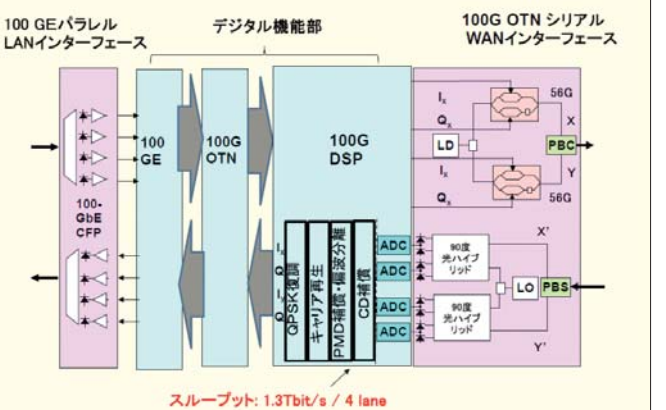 100 GEパラレル
LANインターフェース
デジタル機能部
100G OTN シリアル
WANインターフェース
100-
GbE
CFP
100
GE
100G
OTN
100G
DSP
Ix
Qx
LD
Ix
Qx
56G
X
PBC
Y
56G
I
Q
I
Q
QPSK復調
キャリア再生
PMD補償・偏波分離
CD補償
ADC
ADC
ADC
ADC
90度
光ハイブ
リッド
90度
光ハイブ
リッド
X'
LO
PBS
Y'
スループット: 1.3Tbit/s / 4 lane